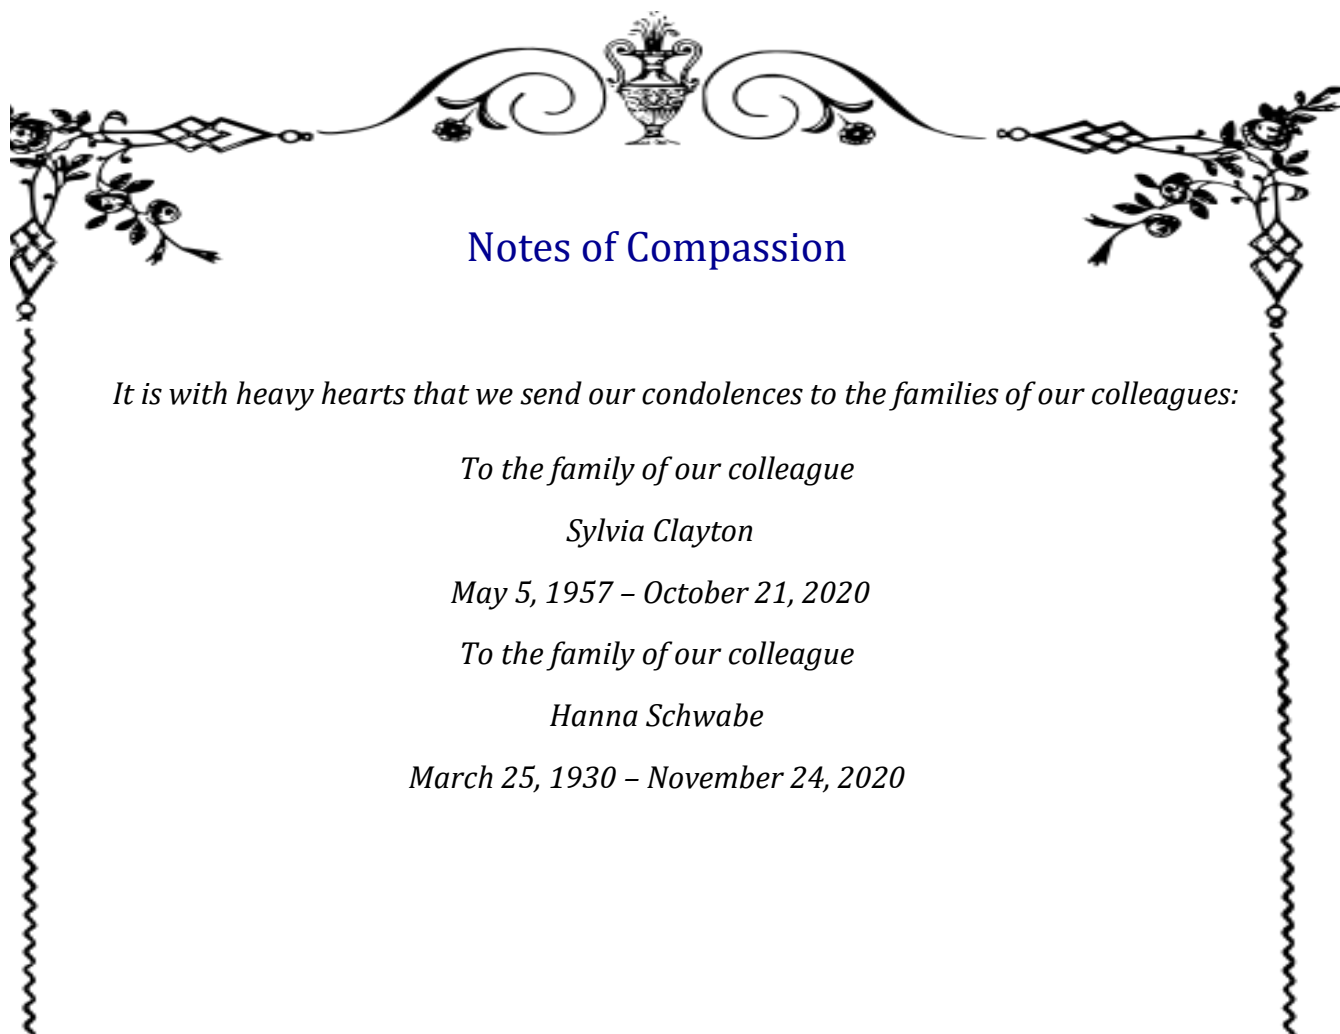 Notes of Compassion
It is with heavy hearts that we send our condolences to the families of our colleagues:
To the family of our colleague
Sylvia Clayton
May 5, 1957 – October 21, 2020
To the family of our colleague
Hanna Schwabe
March 25, 1930 – November 24, 2020